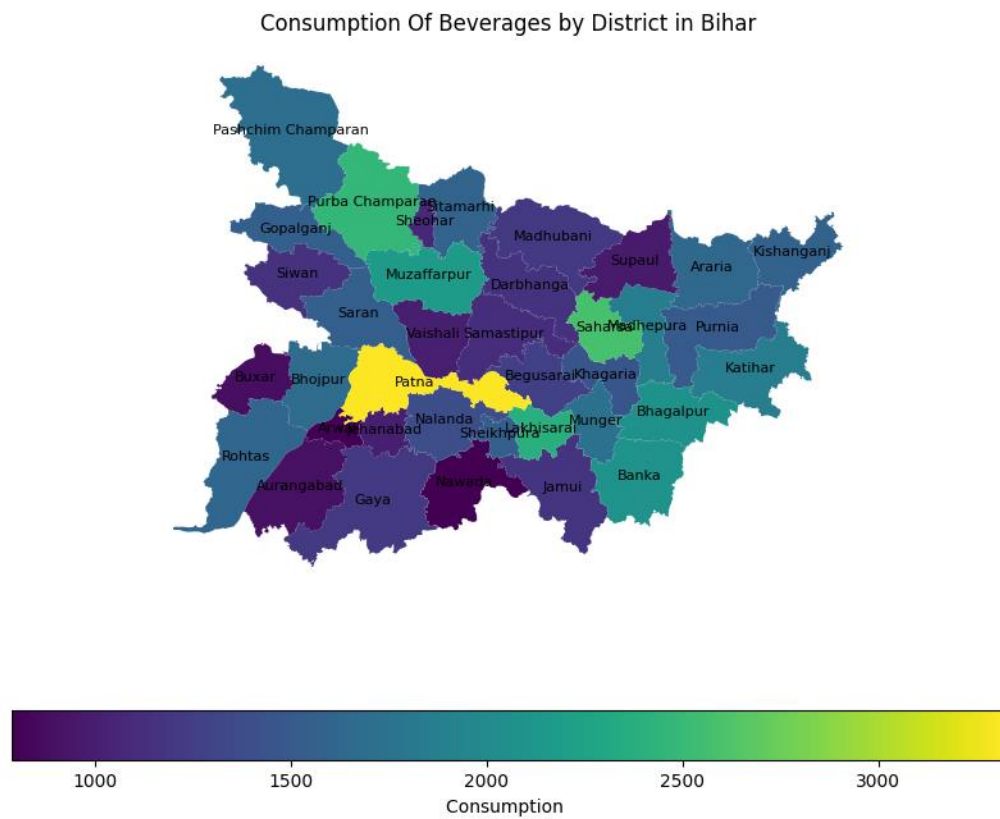 Consumption Of Beverages by District in Bihar
Pashchim Champaran
Purba Champaran
Sitamarhi
Sheohar
Gopalganj
Madhubani
Kishanganj
Supaul
Araria
Siwan
Muzaffarpur
Darbhanga
Saran
Vaishali
Samastipur
Saharsa
Madhepura
Purnia
Katihar
Buxar
Bhojpur
Patna
Begusarai
Khagaria
Bhagalpur
Nalanda
Munger
Lakhisarai
Sheikhpura
Jehanabad
Rohtas
Banka
Aurangabad
Nawada
Jamui
Gaya
1000 1500 2000 2500 3000
Consumption